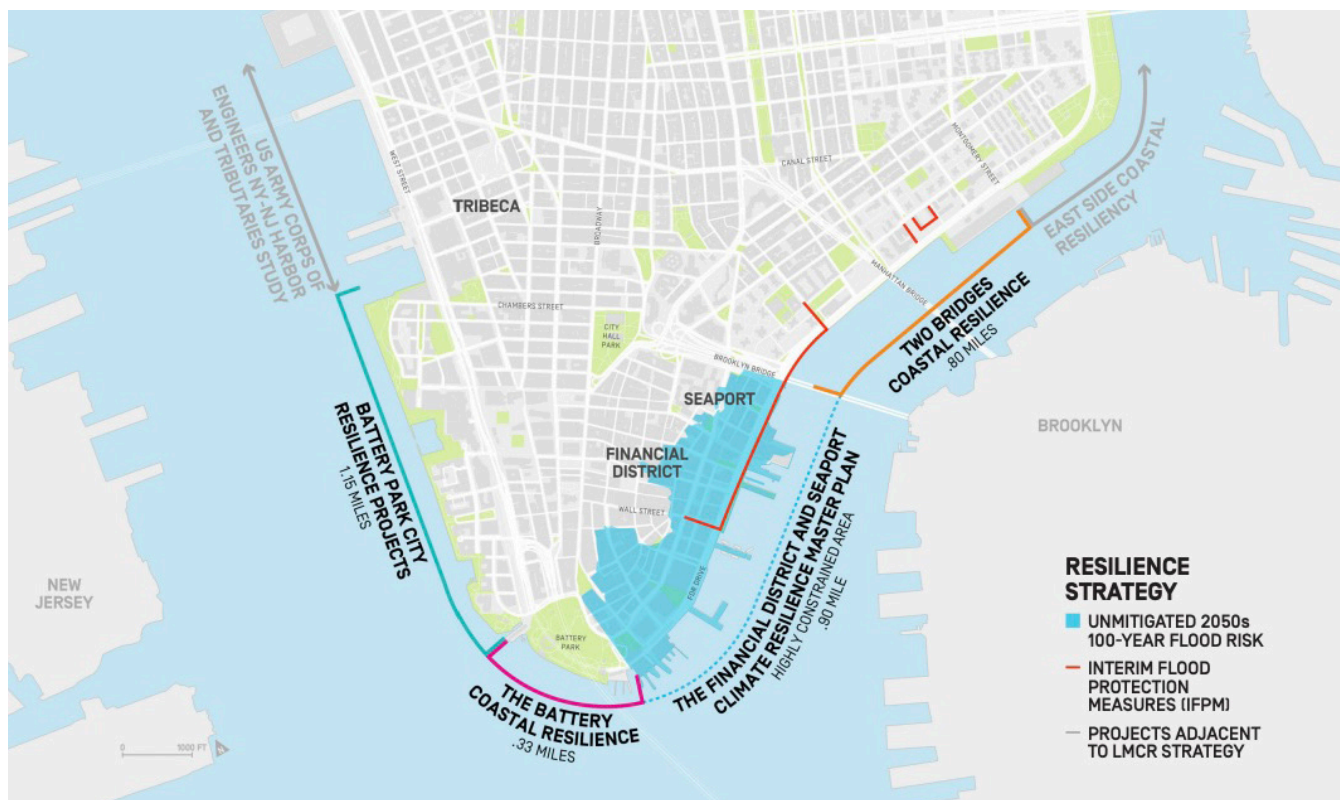 US ARMY CORPS OF
ENGINEERS NY-NJ HARBOR
AND TRIBUTARIES STUDY
WEST STREET
TRIBECA
BROADWAY
CANAL STREET
MONTGOMERY STREET
EAST SIDE COASTAL
RESILIENCY
MANHATTAN BRIDGE
TWO BRIDGES
COASTAL RESILIENCE
.80 MILES
CHAMBERS STREET
CITY
HALL
PARK
BROOKLYN BRIDGE
SEAPORT
FINANCIAL
DISTRICT
WALL STREET
FDR DRIVE
BROOKLYN
BATTERY PARK CITY
RESILIENCE PROJECTS
1.15 MILES
THE FINANCIAL DISTRICT AND SEAPORT
CLIMATE RESILIENCE MASTER PLAN
HIGHLY CONSTRAINED AREA
.90 MILE
NEW
JERSEY
BATTERY
PARK
THE BATTERY
COASTAL RESILIENCE
.33 MILES
0 1000 FT
RESILIENCE
STRATEGY
UNMITIGATED 2050s
100-YEAR FLOOD RISK
INTERIM FLOOD
PROTECTION
MEASURES (IFPM)
PROJECTS ADJACENT
TO LMCR STRATEGY